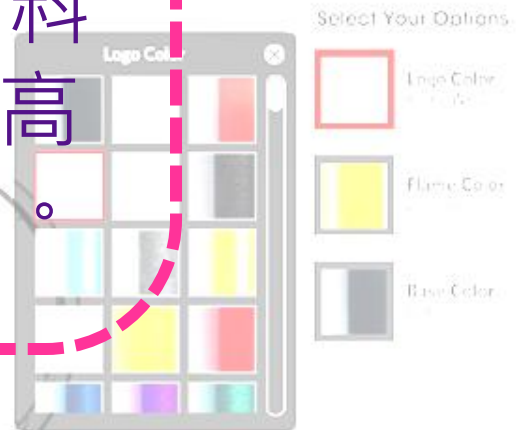 料
高
。
Logo Color
Select Your Options
Logo Color
Flame Color
Base Color